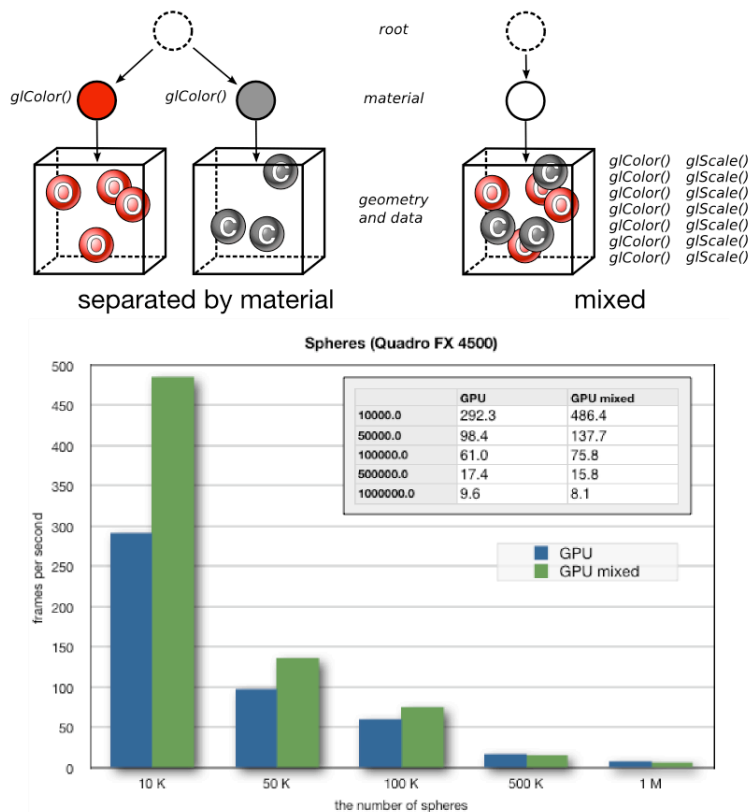 root
glColor() glColor() material
O O O O
C C C
geometry
and data
C O O O C C O
glColor() glScale()
glColor() glScale()
glColor() glScale()
glColor() glScale()
glColor() glScale()
glColor() glScale()
glColor() glScale()
separated by material
mixed
Spheres (Quadro FX 4500)
frames per second
500
450
400
350
300
250
200
150
100
50
0
GPU GPU mixed
10000.0 292.3 486.4
50000.0 98.4 137.7
100000.0 61.0 75.8
500000.0 17.4 15.8
1000000.0 9.6 8.1
GPU
GPU mixed
10 K 50 K 100 K 500 K 1 M
the number of spheres